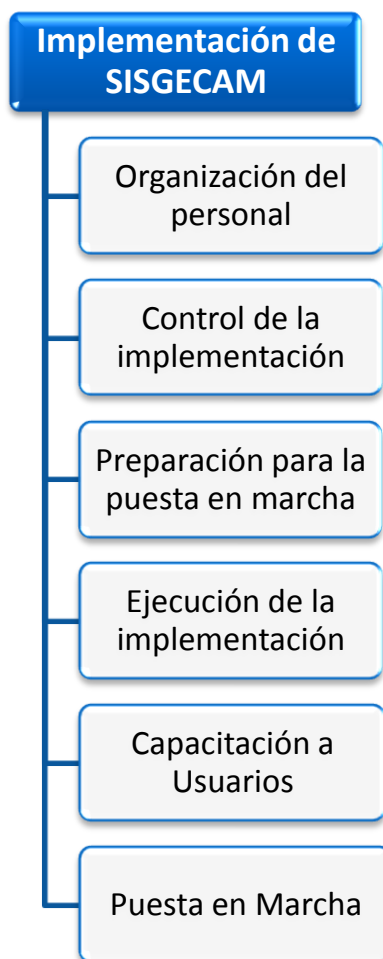 Implementación de
SISGECAM
Organización del
personal
Control de la
implementación
Preparación para la
puesta en marcha
Ejecución de la
implementación
Capacitación a
Usuarios
Puesta en Marcha